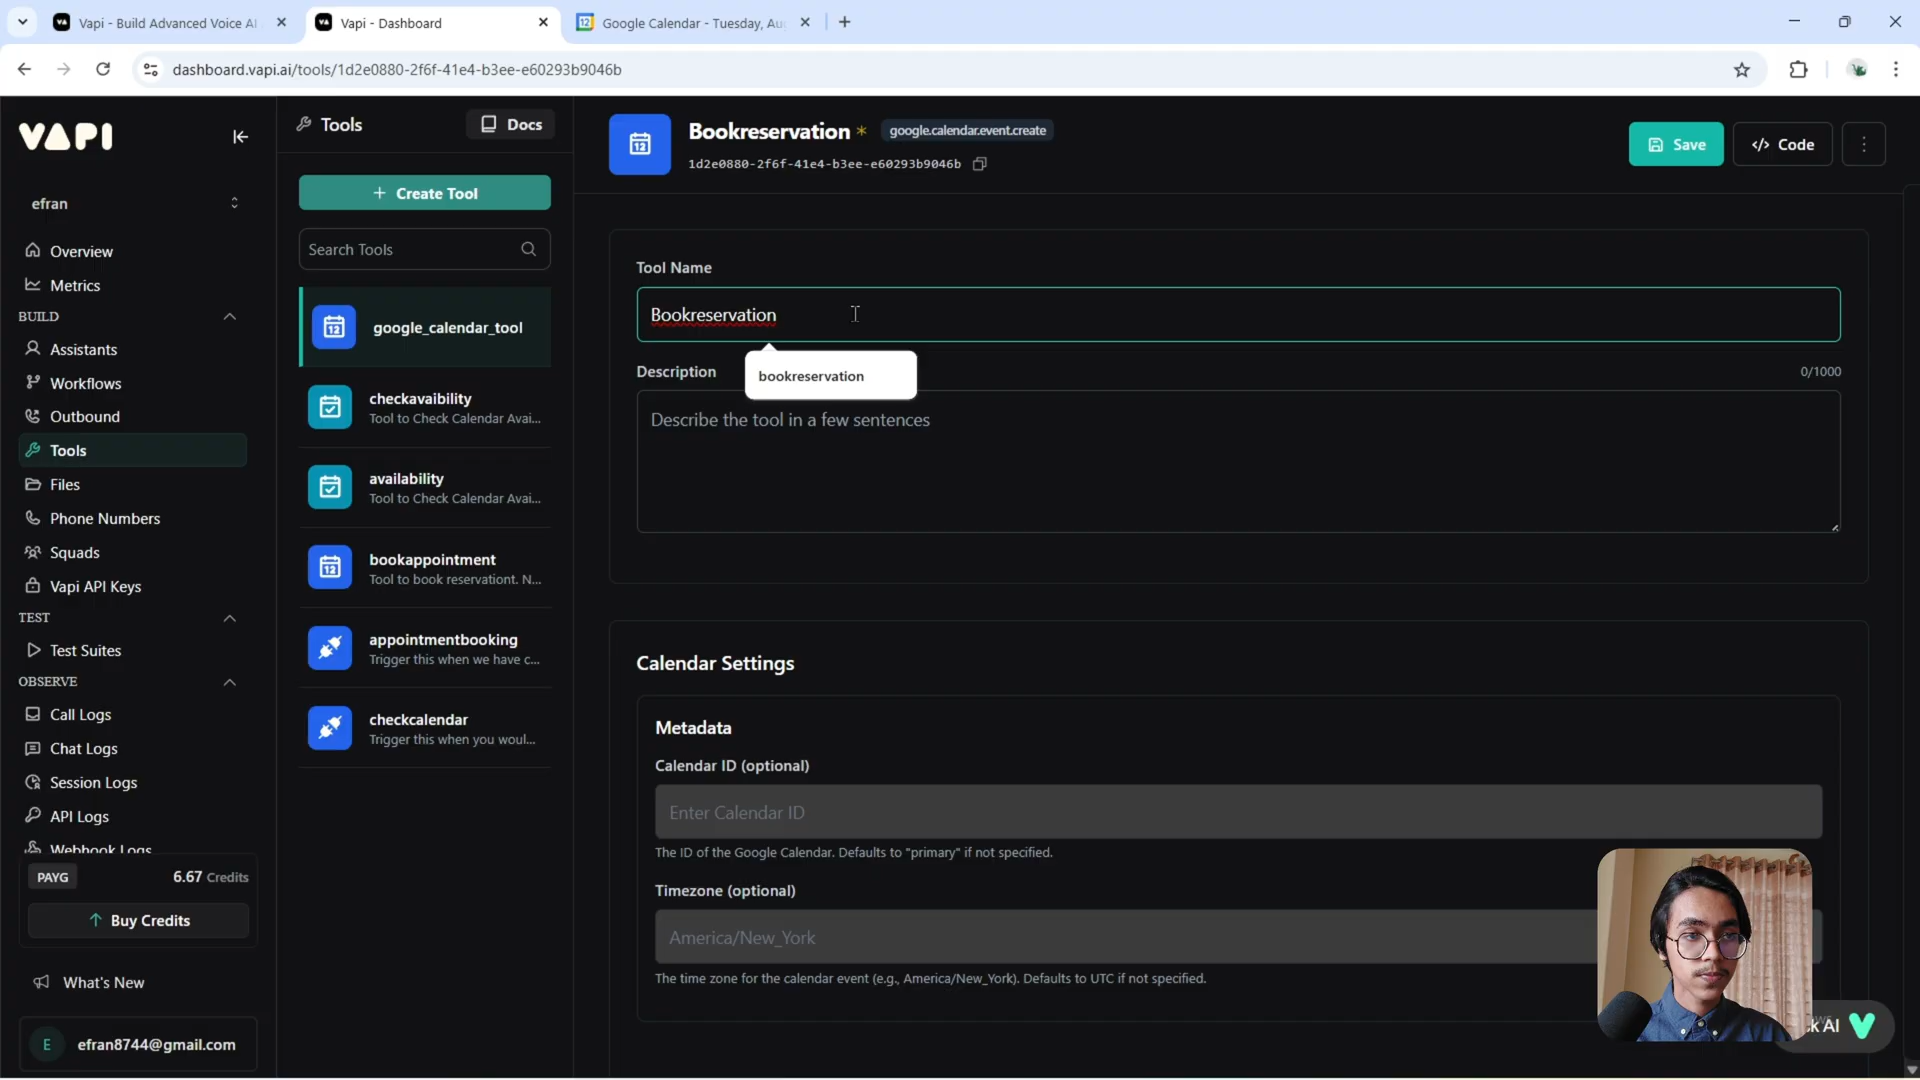 Vapi - Build Advanced Voice AI
Vapi - Dashboard
Google Calendar - Tuesday, Au
dashboard.vapi.ai/tools/1d2e0880-2f6f-41e4-b3ee-e60293b9046b
VAPI
efran
Overview
Metrics
BUILD
Assistants
Workflows
Outbound
Tools
Files
Phone Numbers
Squads
Vapi API Keys
TEST
Test Suites
OBSERVE
Call Logs
Chat Logs
Session Logs
API Logs
Webhook Logs
PAYG
6.67 Credits
Buy Credits
What's New
E
efran8744@gmail.com
Tools
Docs
+ Create Tool
Search Tools
12
google_calendar_tool
checkavaibility
Tool to Check Calendar Avai...
availability
Tool to Check Calendar Avai...
12
bookappointment
Tool to book reservationt. N...
appointmentbooking
Trigger this when we have c...
checkcalendar
Trigger this when you woul...
12
Bookreservation *
google.calendar.event.create
1d2e0880-2f6f-41e4-b3ee-e60293b9046b
Save
</> Code
Tool Name
Bookreservation
bookreservation
Description
0/1000
Describe the tool in a few sentences
Calendar Settings
Metadata
Calendar ID (optional)
Enter Calendar ID
The ID of the Google Calendar. Defaults to "primary" if not specified.
Timezone (optional)
America/New_York
The time zone for the calendar event (e.g., America/New_York). Defaults to UTC if not specified.
AI